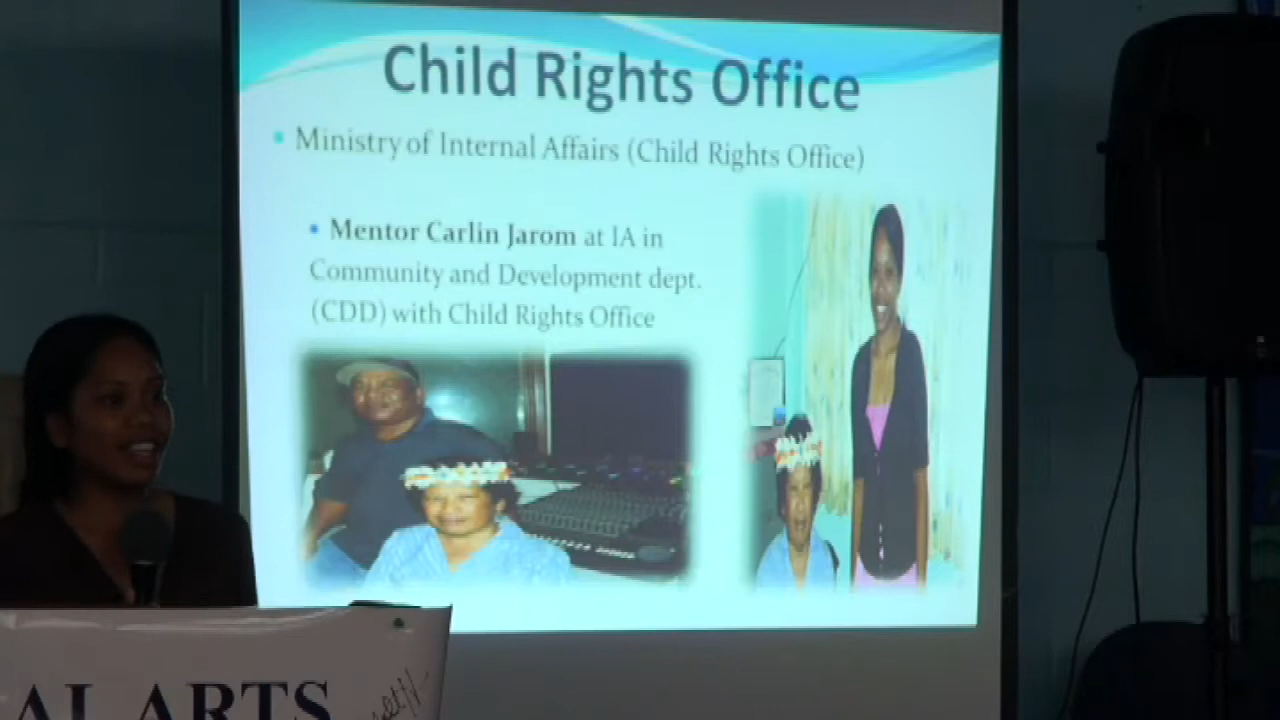 Child Rights Office
Ministry of Internal Affairs (Child Rights Office)
Mentor Carlin Jarom at IA in
Community and Development dept.
(CDD) with Child Rights Office
AL ARTS